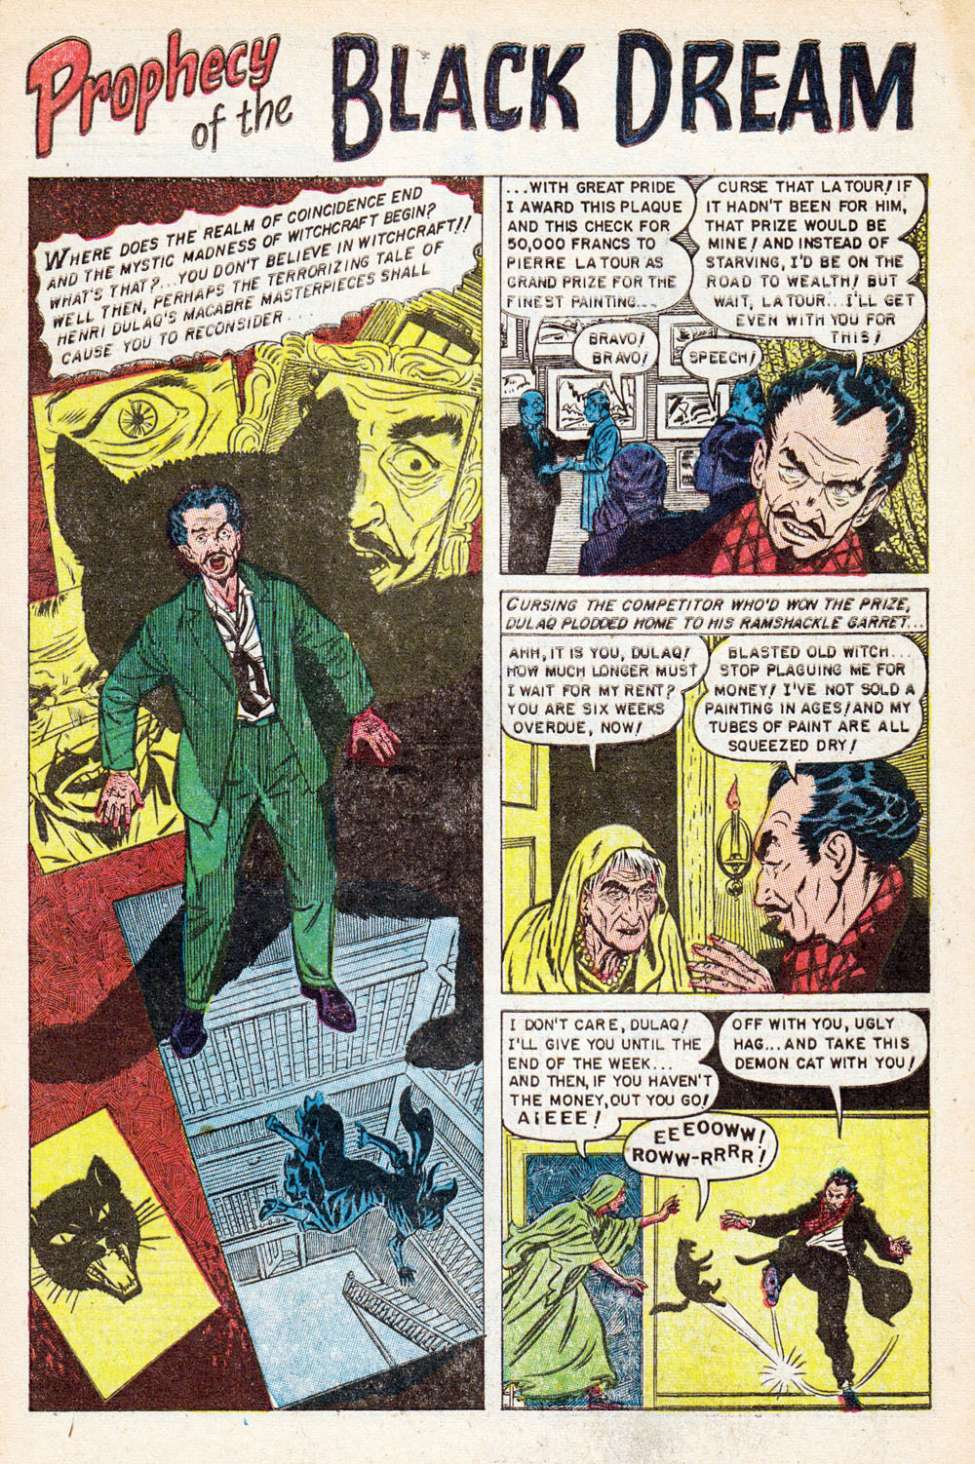 Prophecy
of the
BLACK DREAM
WHERE DOES THE REALM OF COINCIDENCE END
AND THE MYSTIC MADNESS OF WITCHCRAFT BEGIN?
WHAT'S THAT?...YOU DON'T BELIEVE IN WITCHCRAFT!!
WELL THEN, PERHAPS THE TERRORIZING TALE OF
HENRI DULAQ'S MACABRE MASTERPIECES SHALL
CAUSE YOU TO RECONSIDER...
...WITH GREAT PRIDE
I AWARD THIS PLAQUE
AND THIS CHECK FOR
50,000 FRANCS TO
PIERRE LATOUR AS
GRAND PRIZE FOR THE
FINEST PAINTING...
BRAVO!
BRAVO!
SPEECH!
CURSE THAT LATOUR! IF
IT HADN'T BEEN FOR HIM,
THAT PRIZE WOULD BE
MINE! AND INSTEAD OF
STARVING, I'D BE ON THE
ROAD TO WEALTH! BUT
WAIT, LATOUR...I'LL GET
EVEN WITH YOU FOR
THIS!
CURSING THE COMPETITOR WHO'D WON THE PRIZE,
DULAQ PLODDED HOME TO HIS RAMSHACKLE GARRET...
AHH, IT IS YOU, DULAQ!
HOW MUCH LONGER MUST
I WAIT FOR MY RENT?
YOU ARE SIX WEEKS
OVERDUE, NOW!
BLASTED OLD WITCH...
STOP PLAGUING ME FOR
MONEY! I'VE NOT SOLD A
PAINTING IN AGES! AND MY
TUBES OF PAINT ARE ALL
SQUEEZED DRY!
I DON'T CARE, DULAQ!
I'LL GIVE YOU UNTIL THE
END OF THE WEEK...
AND THEN, IF YOU HAVEN'T
THE MONEY, OUT YOU GO!
AIEEE!
EEEOOWW!
ROWW-RRRR!
OFF WITH YOU, UGLY
HAG...AND TAKE THIS
DEMON CAT WITH YOU!